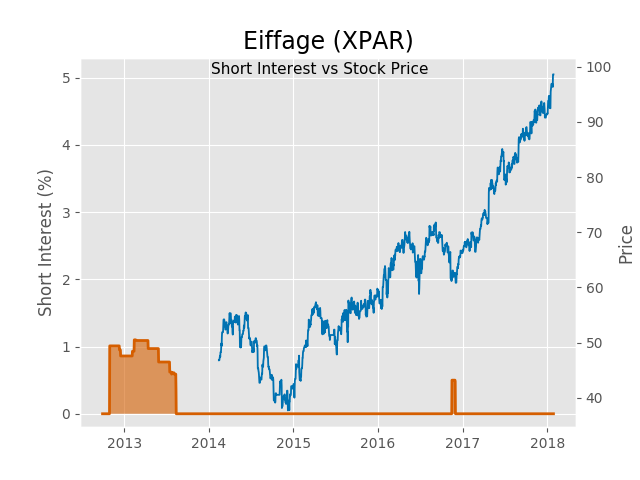 Eiffage (XPAR)
Short Interest vs Stock Price
Short Interest (%)
5
4
3
2
1
0
100
90
80
70
60
50
40
Price
2013 2014 2015 2016 2017 2018